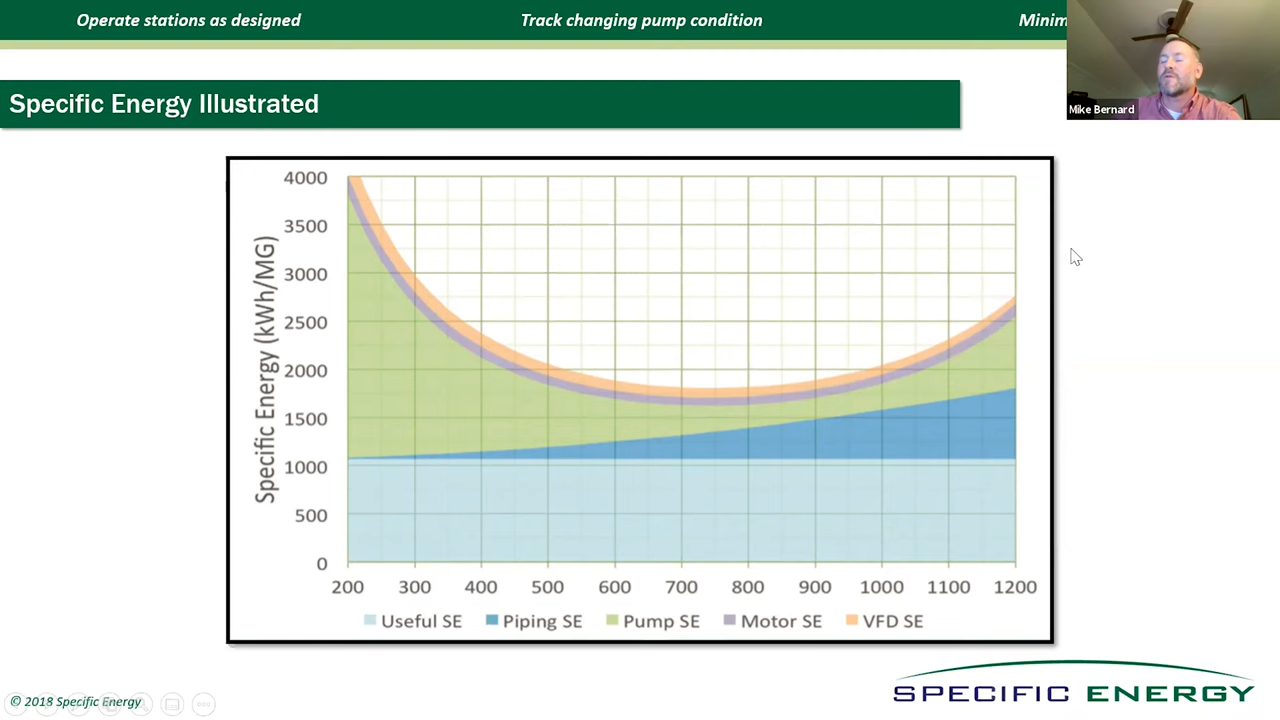 Operate stations as designed
Track changing pump condition
Minim
Mike Bernard
Specific Energy Illustrated
Specific Energy (kWh/MG)
4000
3500
3000
2500
2000
1500
1000
500
0
200 300 400 500 600 700 800 900 1000 1100 1200
Useful SE Piping SE Pump SE Motor SE VFD SE
© 2018 Specific Energy
SPECIFIC ENERGY